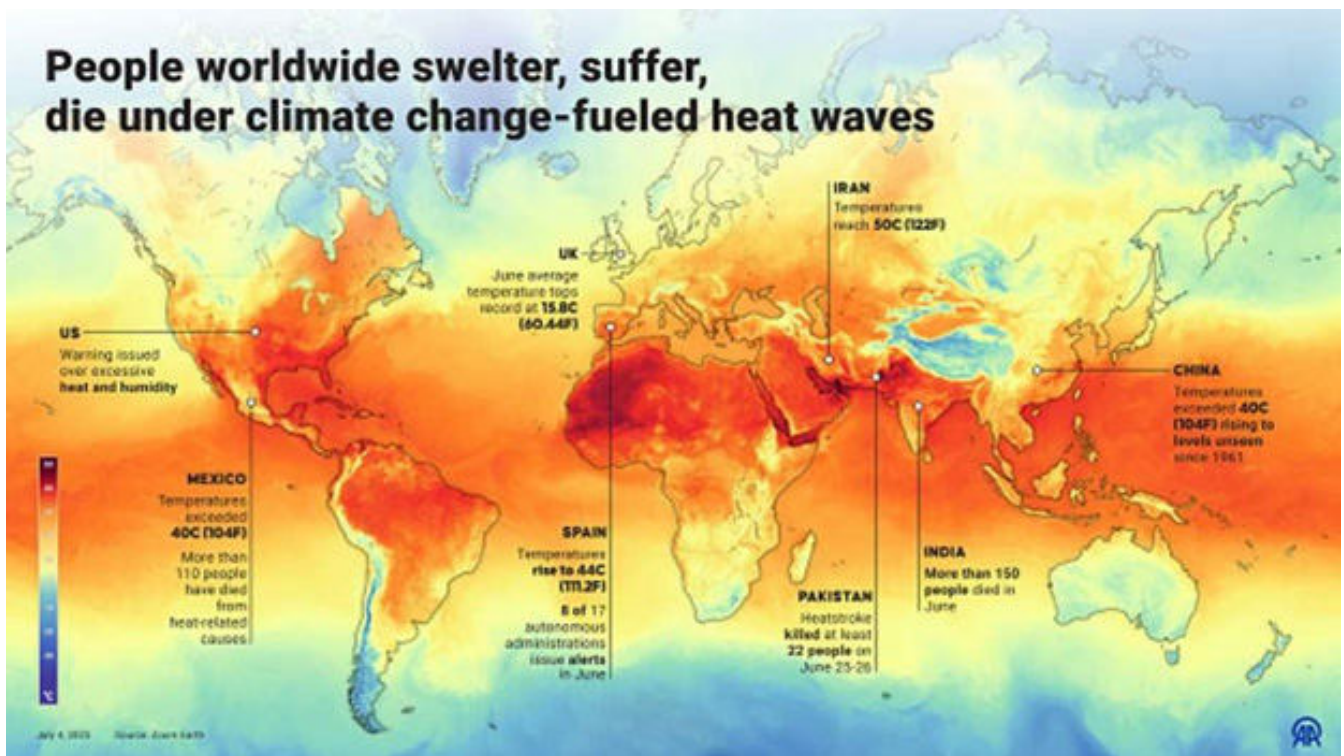 People worldwide swelter, suffer,
die under climate change-fueled heat waves
IRAN
Temperatures
reach 50C (122F)
UK
June average
temperature tops
record at 15.8C
(60.44F)
US
Warning issued
over excessive
heat and humidity
CHINA
Temperatures
exceeded 40C
(104F) rising to
levels unseen
since 1961
MEXICO
Temperatures
exceeded
40C (104F)
More than
110 people
have died
from
heat-related
causes
SPAIN
Temperatures
rise to 44C
(111.2F)
8 of 17
autonomous
administrations
issue alerts
in June
PAKISTAN
Heatstroke
killed at least
22 people on
June 25-26
INDIA
More than 150
people died in
June
°C
July 4, 2023 Source:
AA